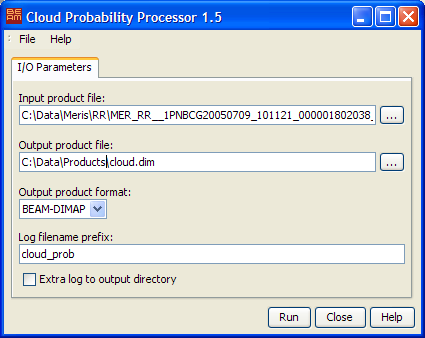 BEAM Cloud Probability Processor 1.5
File Help
I/O Parameters
Input product file:
C:\Data\Meris\RR\MER_RR__1PNBCG20050709_101121_000001802038_ ...
Output product file:
C:\Data\Products\cloud.dim ...
Output product format:
BEAM-DIMAP
Log filename prefix:
cloud_prob
Extra log to output directory
Run Close Help